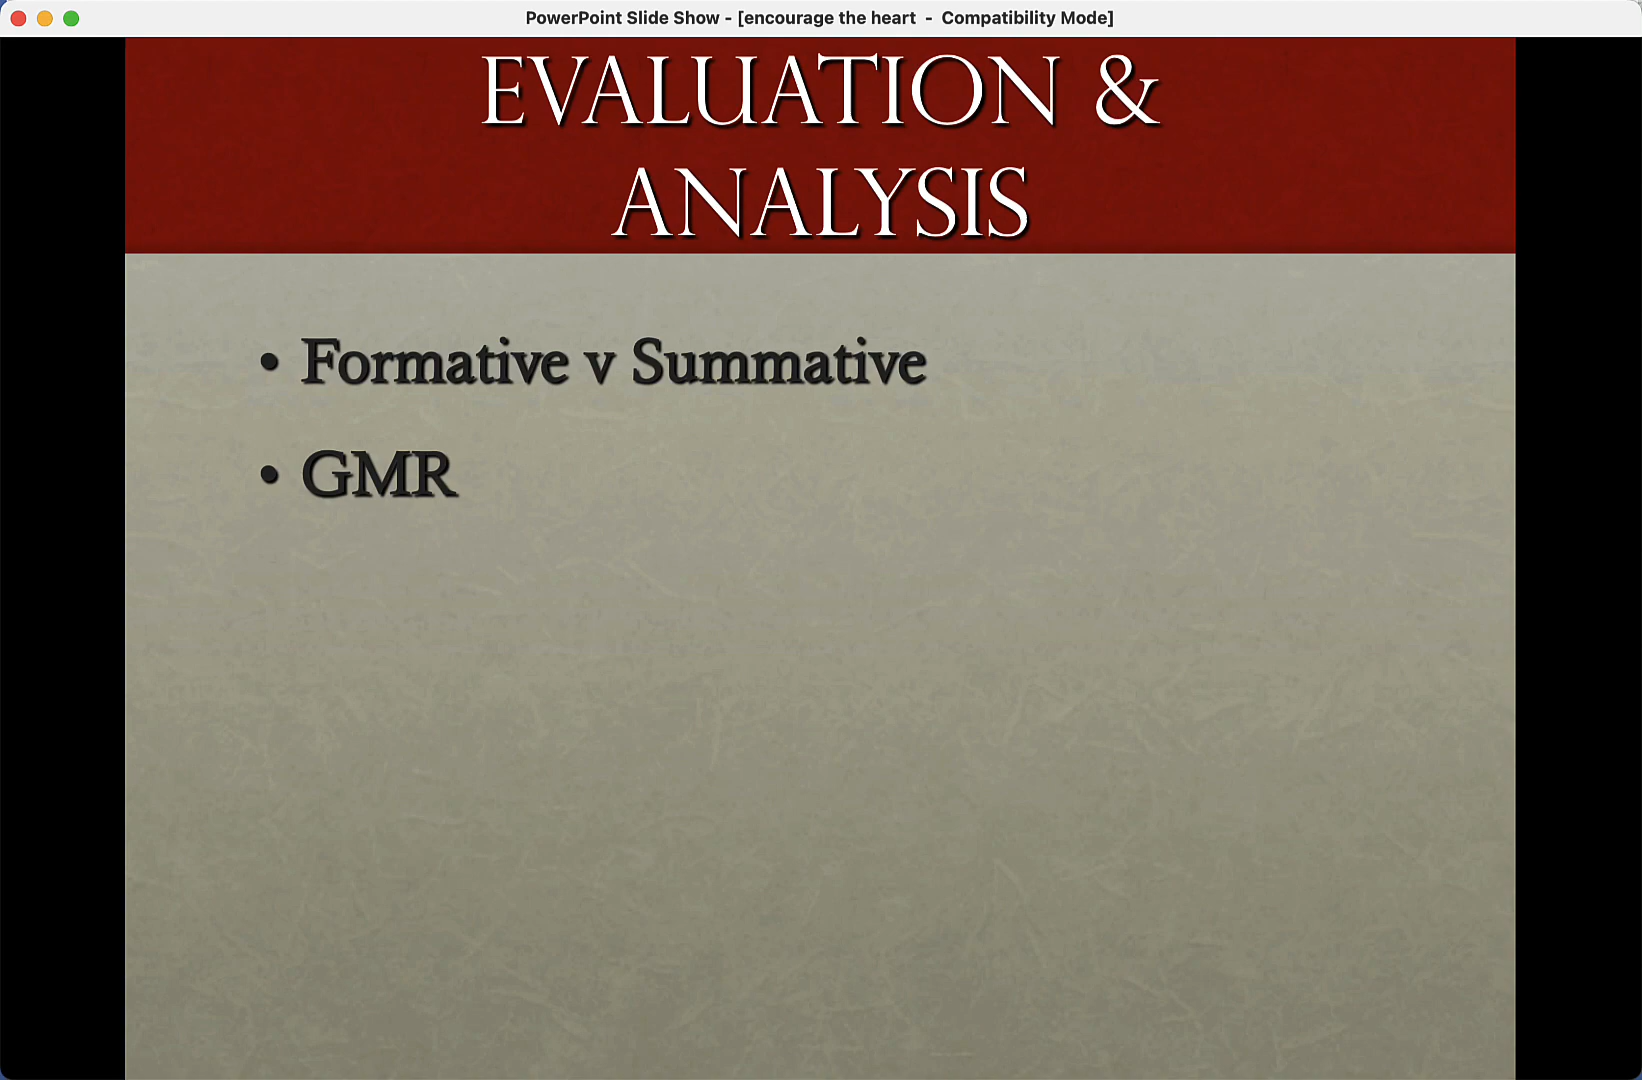 PowerPoint Slide Show - [encourage the heart  -  Compatibility Mode]
EVALUATION &
ANALYSIS
• Formative v Summative
• GMR